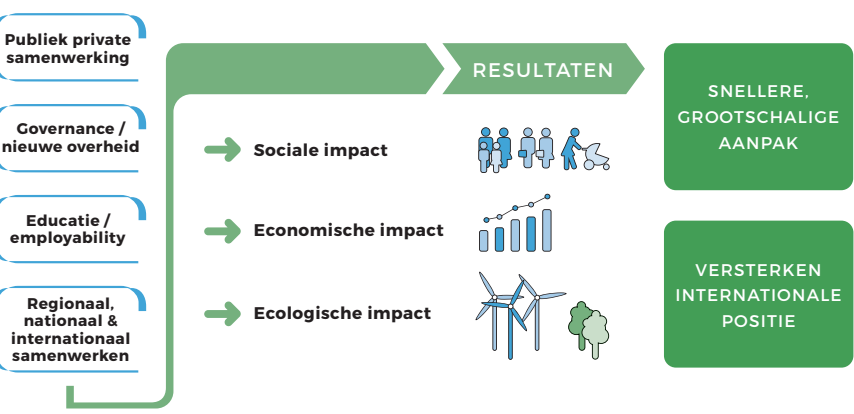 Publiek private
samenwerking
Governance /
nieuwe overheid
Educatie /
employability
Regionaal,
nationaal &
internationaal
samenwerken
RESULTATEN
Sociale impact
Economische impact
Ecologische impact
SNELLERE,
GROOTSCHALIGE
AANPAK
VERSTERKEN
INTERNATIONALE
POSITIE